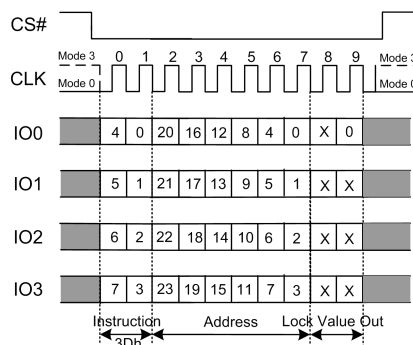 CS#
Mode 3 0 1 2 3 4 5 6 7 8 9 Mode 3
CLK
Mode 0 Mode 0
IO0 4 0 20 16 12 8 4 0 X 0
IO1 5 1 21 17 13 9 5 1 X X
IO2 6 2 22 18 14 10 6 2 X X
IO3 7 3 23 19 15 11 7 3 X X
Instruction Address Lock Value Out
3Dh